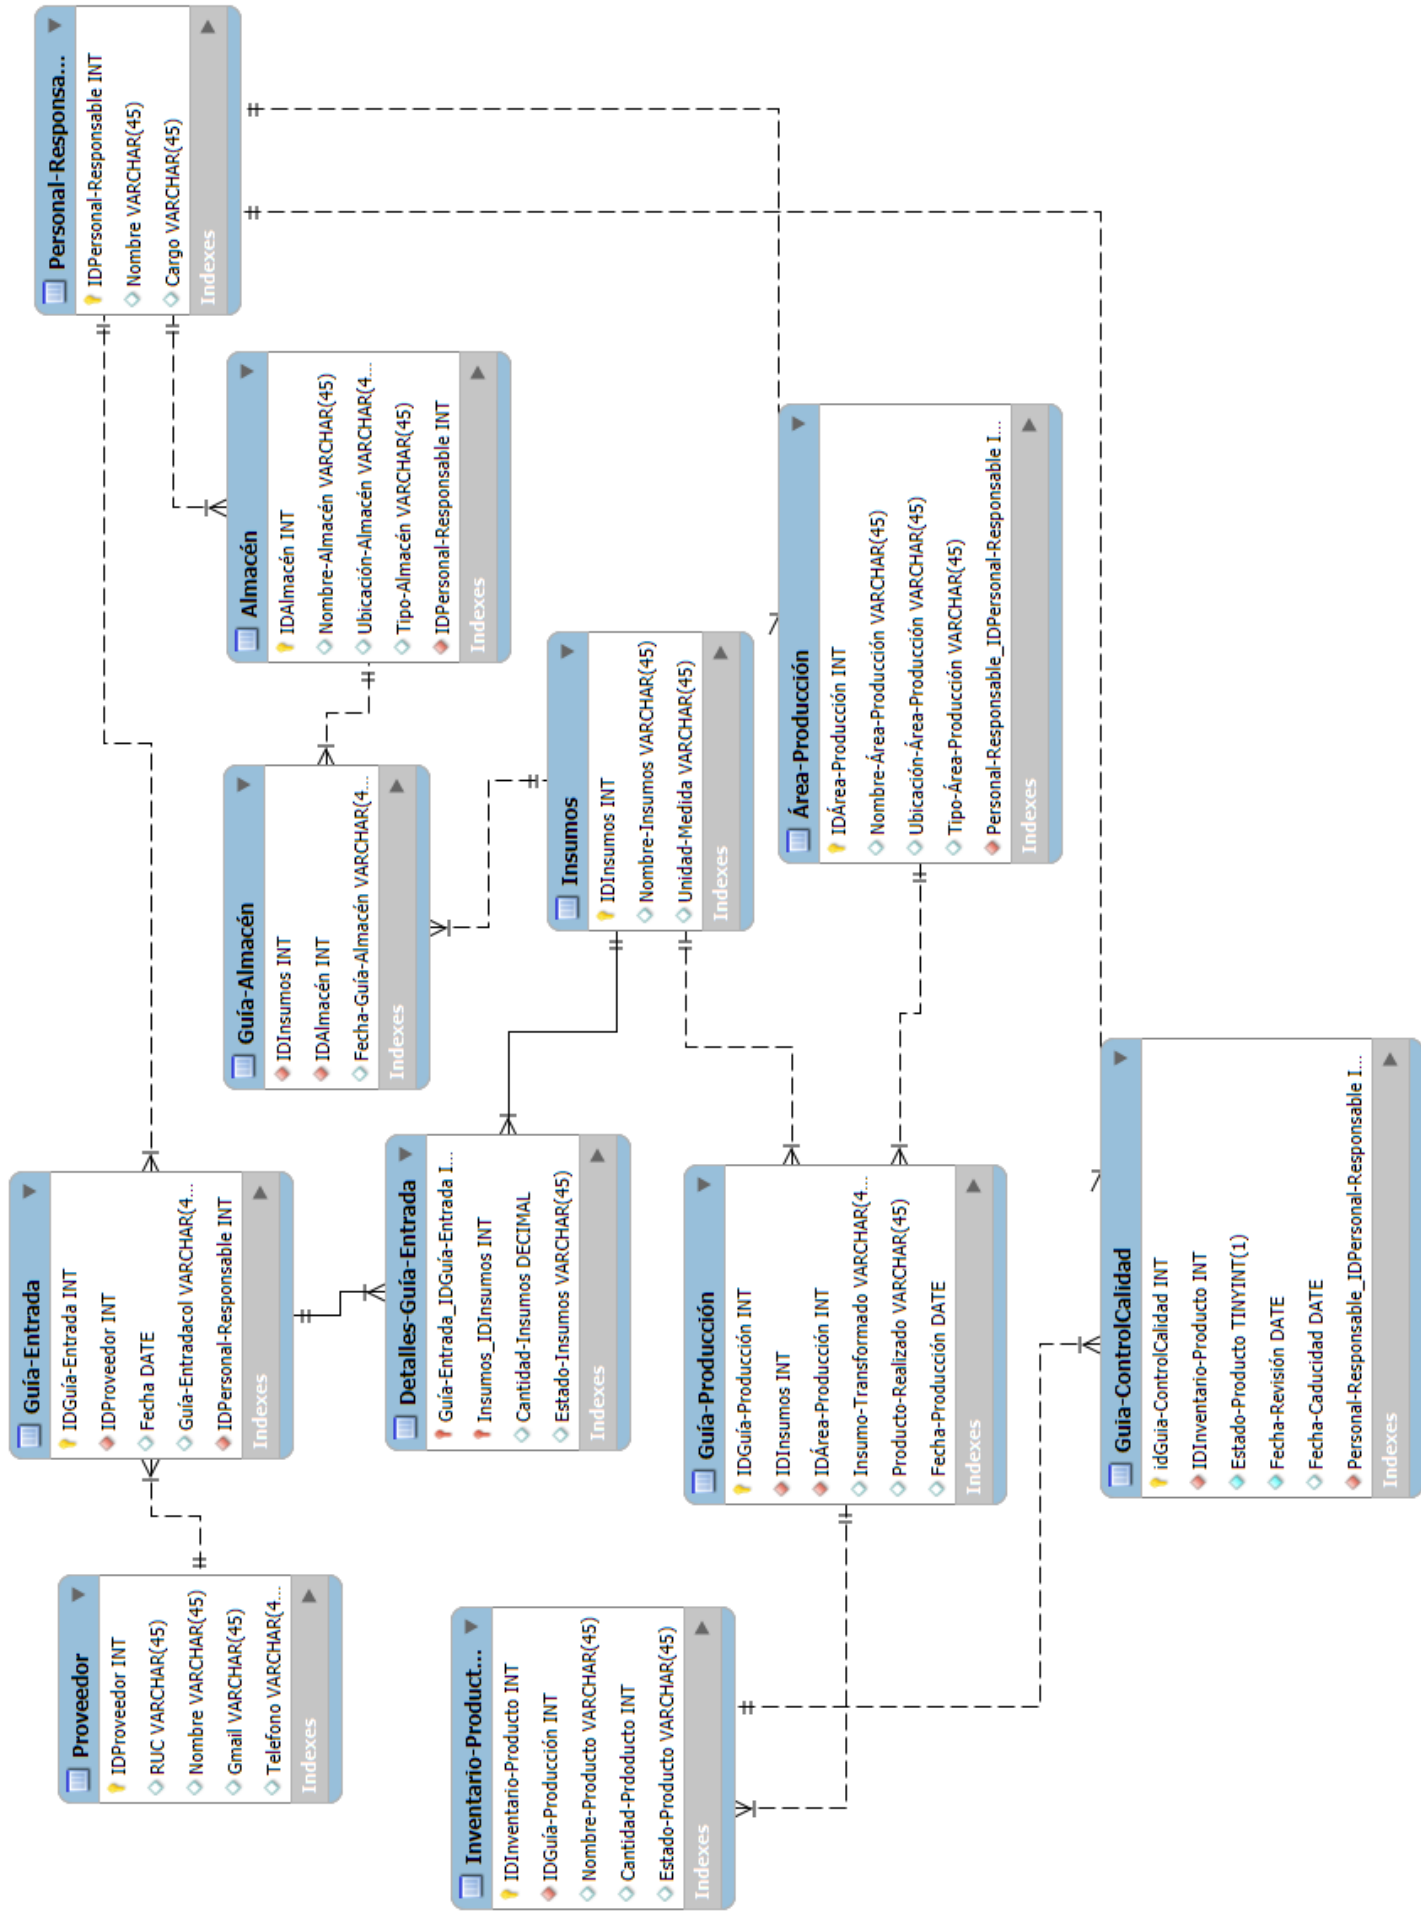 Proveedor
IDProveedor INT
RUC VARCHAR(45)
Nombre VARCHAR(45)
Gmail VARCHAR(45)
Telefono VARCHAR(4...
Indexes
Guía-Entrada
IDGuía-Entrada INT
IDProveedor INT
Fecha DATE
Guía-Entradacol VARCHAR(4...
IDPersonal-Responsable INT
Indexes
Personal-Responsa...
IDPersonal-Responsable INT
Nombre VARCHAR(45)
Cargo VARCHAR(45)
Indexes
Guía-Almacén
IDInsumos INT
IDAlmacén INT
Fecha-Guía-Almacén VARCHAR(4...
Indexes
Almacén
IDAlmacén INT
Nombre-Almacén VARCHAR(45)
Ubicación-Almacén VARCHAR(4...
Tipo-Almacén VARCHAR(45)
IDPersonal-Responsable INT
Indexes
Detalles-Guía-Entrada
Guía-Entrada_IDGuía-Entrada I...
Insumos_IDInsumos INT
Cantidad-Insumos DECIMAL
Estado-Insumos VARCHAR(45)
Indexes
Insumos
IDInsumos INT
Nombre-Insumos VARCHAR(45)
Unidad-Medida VARCHAR(45)
Indexes
Inventario-Product...
IDInventario-Producto INT
IDGuía-Producción INT
Nombre-Producto VARCHAR(45)
Cantidad-Prdoducto INT
Estado-Producto VARCHAR(45)
Indexes
Guía-Producción
IDGuía-Producción INT
IDInsumos INT
IDÁrea-Producción INT
Insumo-Transformado VARCHAR(4...
Producto-Realizado VARCHAR(45)
Fecha-Producción DATE
Indexes
Área-Producción
IDÁrea-Producción INT
Nombre-Área-Producción VARCHAR(45)
Ubicación-Área-Producción VARCHAR(45)
Tipo-Área-Producción VARCHAR(45)
Personal-Responsable_IDPersonal-Responsable I...
Indexes
Guia-ControlCalidad
idGuia-ControlCalidad INT
IDInventario-Producto INT
Estado-Producto TINYINT(1)
Fecha-Revisión DATE
Fecha-Caducidad DATE
Personal-Responsable_IDPersonal-Responsable I...
Indexes